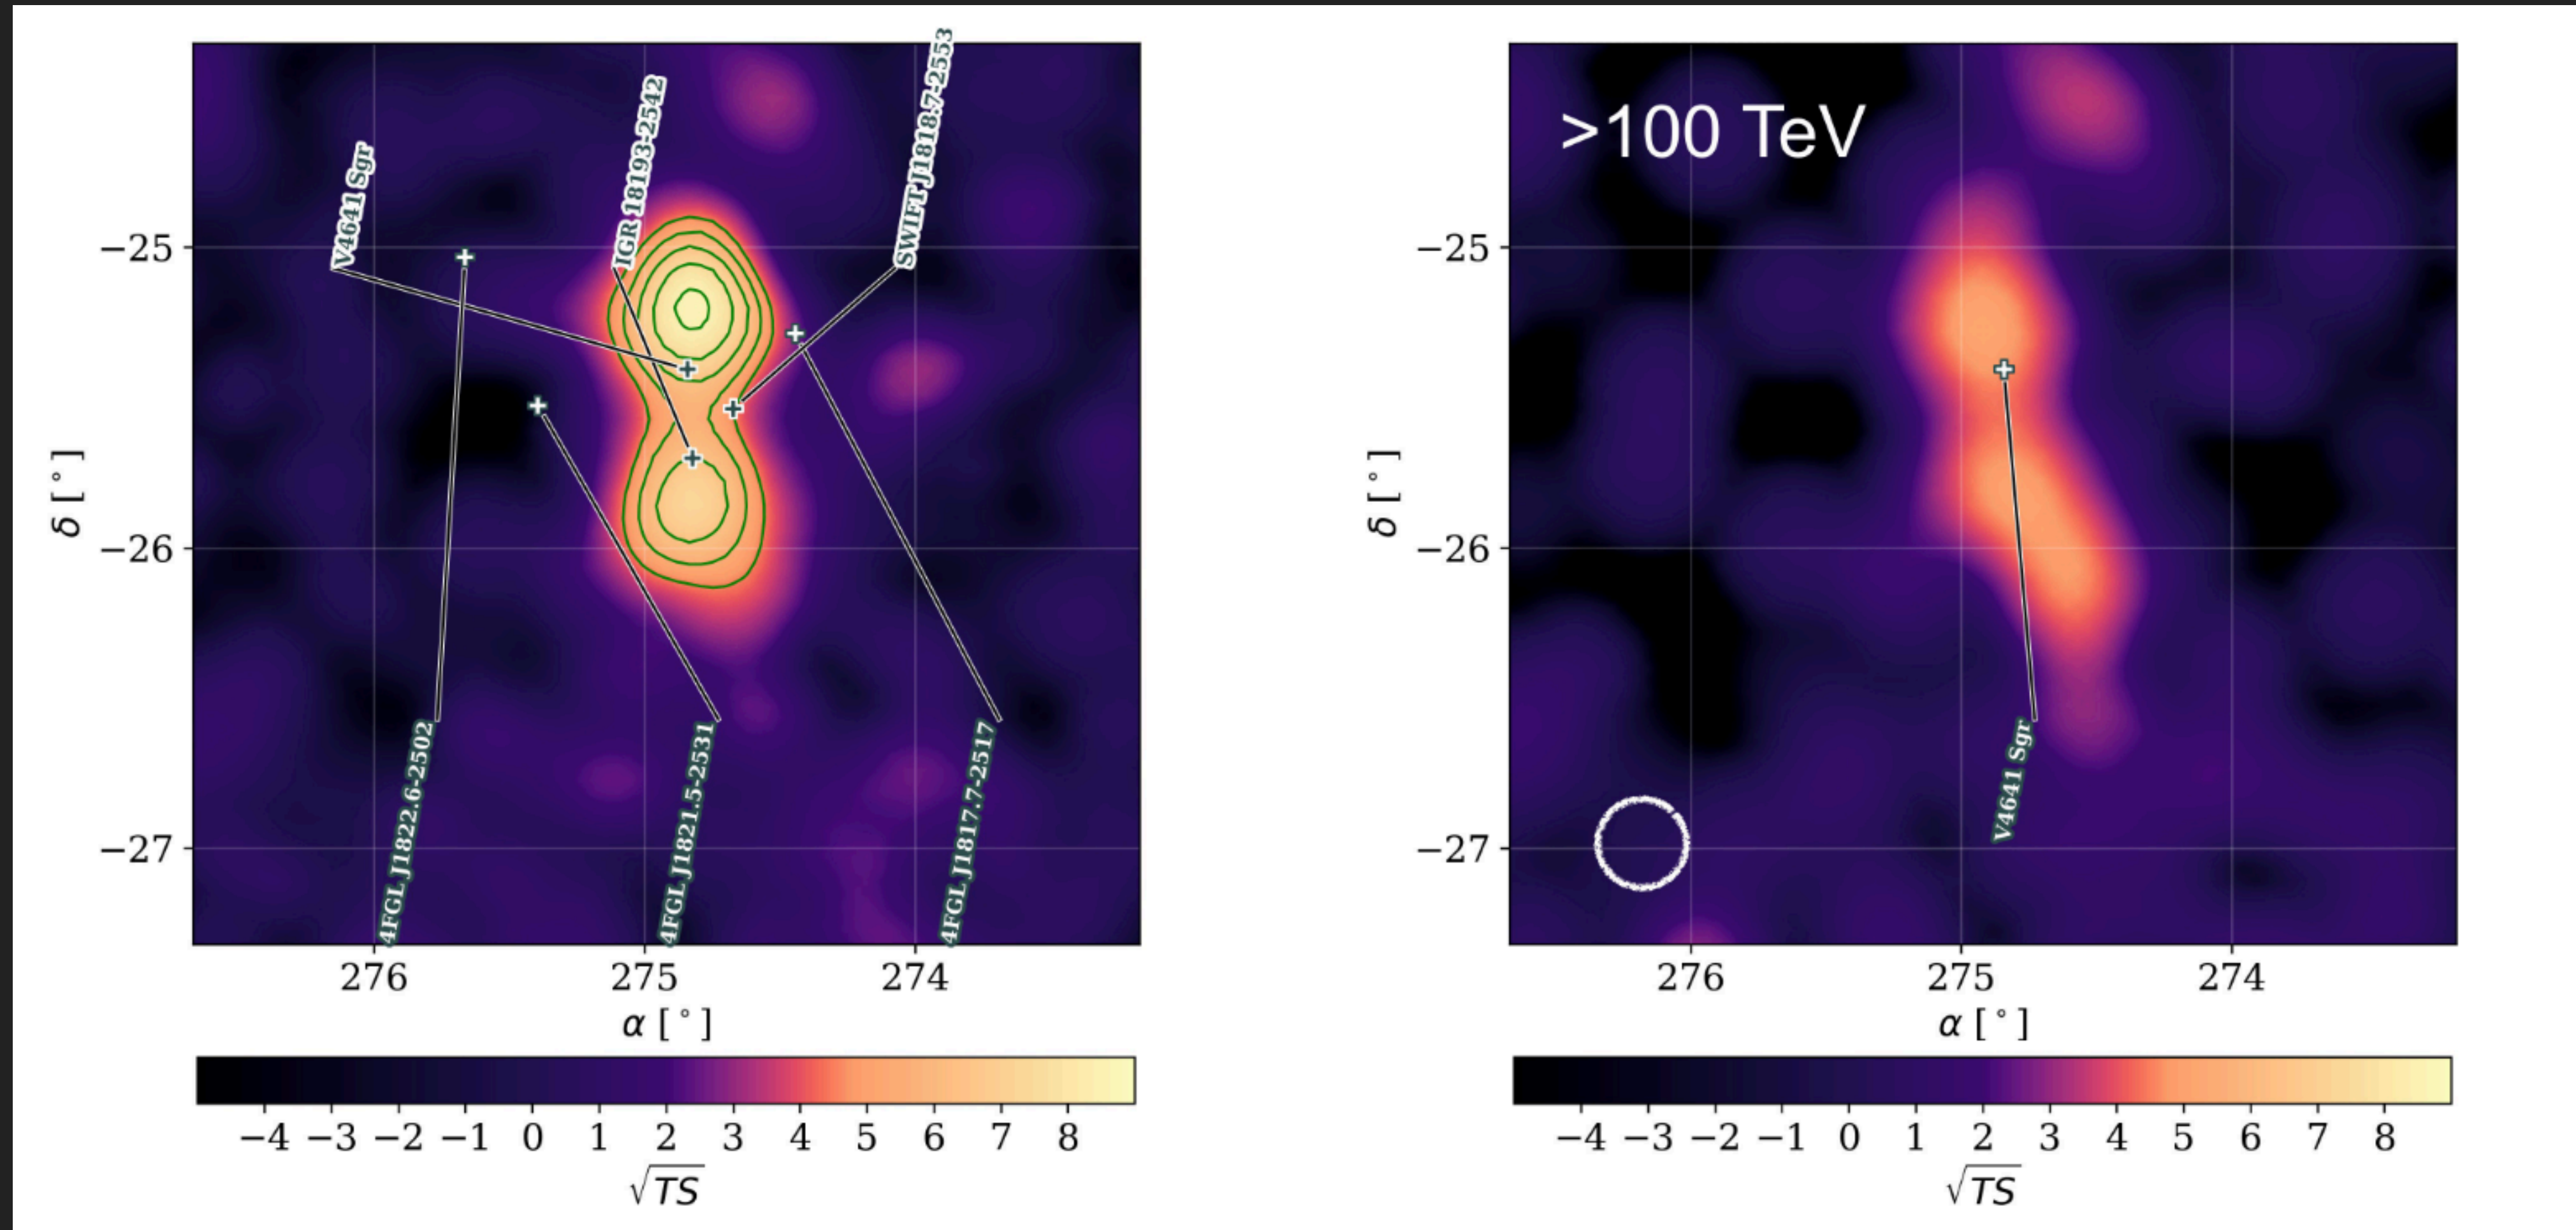 V4641 Sgr
IGR 18193-2542
SWIFT J1818.7-2553
4FGL J1822.6-2502
4FGL J1821.5-2531
4FGL J1817.7-2517
−25
−26
−27
δ [°]
276 275 274
α [°]
−4 −3 −2 −1 0 1 2 3 4 5 6 7 8
√TS
>100 TeV
V4641 Sgr
−25
−26
−27
δ [°]
276 275 274
α [°]
−4 −3 −2 −1 0 1 2 3 4 5 6 7 8
√TS